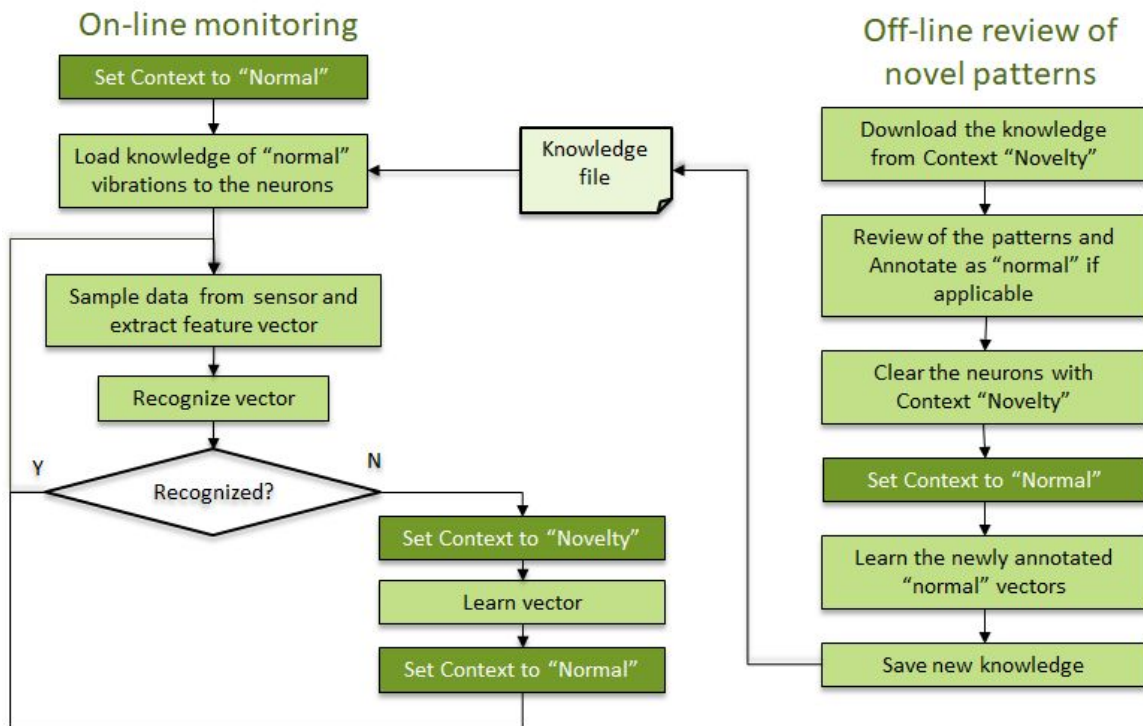 On-line monitoring
Set Context to “Normal”
Load knowledge of “normal”
vibrations to the neurons
Sample data from sensor and
extract feature vector
Recognize vector
Y
N
Recognized?
Set Context to “Novelty”
Learn vector
Set Context to “Normal”
Knowledge
file
Off-line review of
novel patterns
Download the knowledge
from Context “Novelty”
Review of the patterns and
Annotate as “normal” if
applicable
Clear the neurons with
Context “Novelty”
Set Context to “Normal”
Learn the newly annotated
“normal” vectors
Save new knowledge